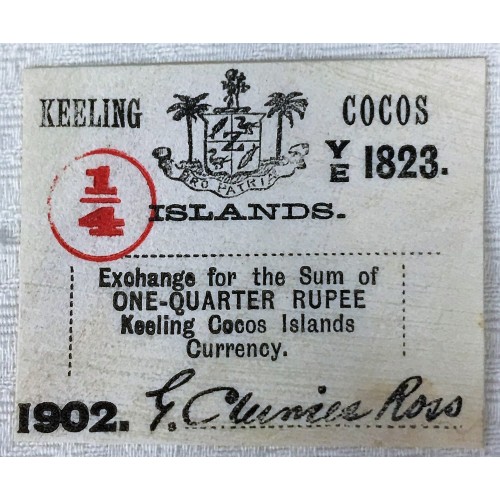 KEELING COCOS
YE 1823.
PRO PATRIA
1/4
ISLANDS.
Exchange for the Sum of
ONE-QUARTER RUPEE
Keeling Cocos Islands
Currency.
1902. G. Clunies Ross